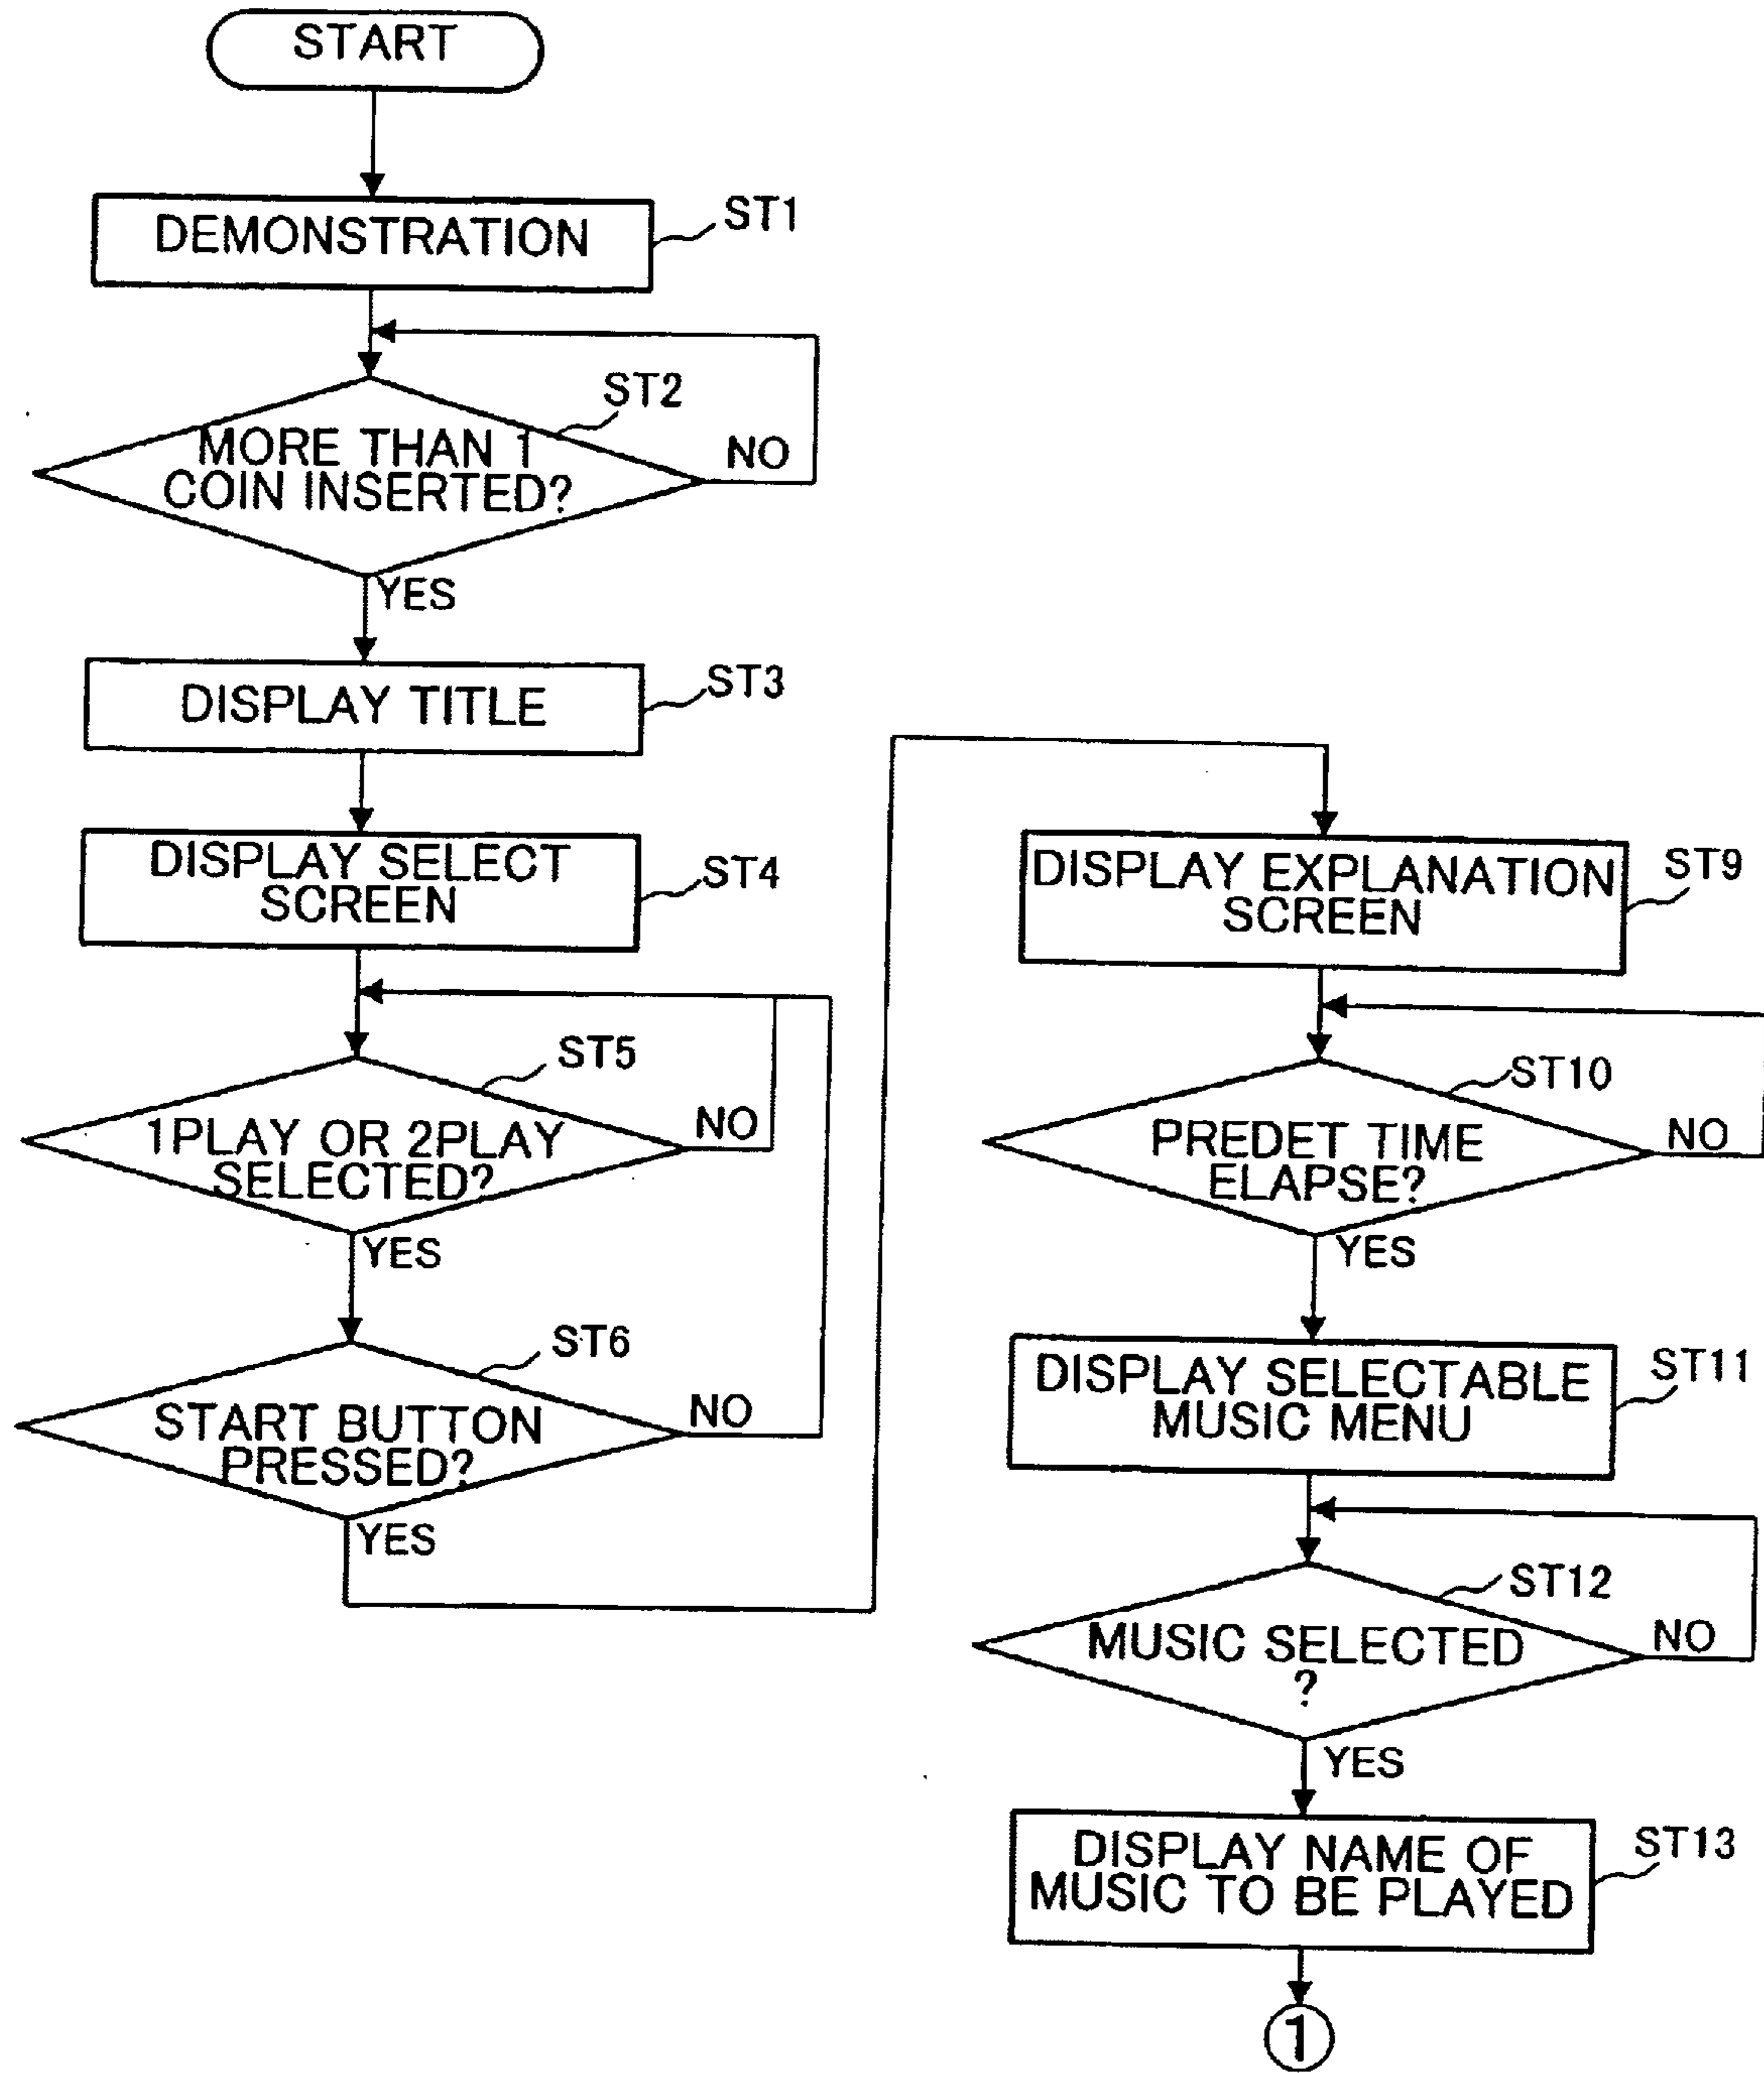 START
DEMONSTRATION
ST1
ST2
MORE THAN 1
COIN INSERTED?
NO
YES
DISPLAY TITLE
ST3
DISPLAY SELECT
SCREEN
ST4
ST5
1PLAY OR 2PLAY
SELECTED?
NO
YES
ST6
START BUTTON
PRESSED?
NO
YES
DISPLAY EXPLANATION
SCREEN
ST9
ST10
PREDET TIME
ELAPSE?
NO
YES
DISPLAY SELECTABLE
MUSIC MENU
ST11
ST12
MUSIC SELECTED
?
NO
YES
DISPLAY NAME OF
MUSIC TO BE PLAYED
ST13
1